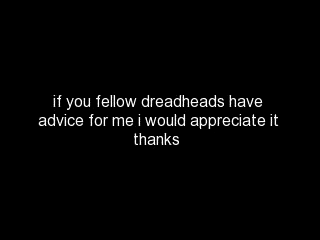 if you fellow dreadheads have
advice for me i would appreciate it
thanks